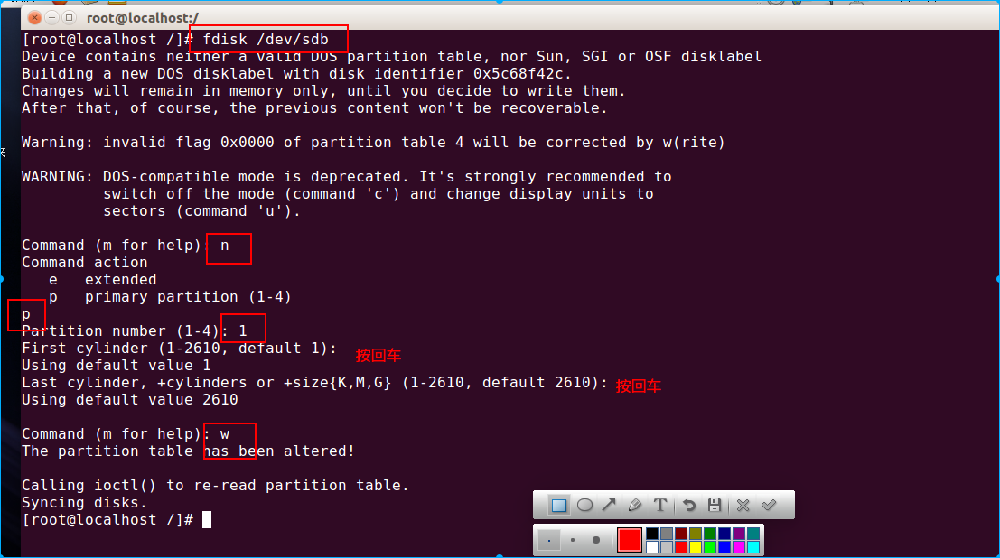 root@localhost:/
[root@localhost /]# fdisk /dev/sdb
Device contains neither a valid DOS partition table, nor Sun, SGI or OSF disklabel
Building a new DOS disklabel with disk identifier 0x5c68f42c.
Changes will remain in memory only, until you decide to write them.
After that, of course, the previous content won't be recoverable.
Warning: invalid flag 0x0000 of partition table 4 will be corrected by w(rite)
WARNING: DOS-compatible mode is deprecated. It's strongly recommended to
switch off the mode (command 'c') and change display units to
sectors (command 'u').
Command (m for help): n
Command action
e   extended
p   primary partition (1-4)
p
Partition number (1-4): 1
First cylinder (1-2610, default 1): 按回车
Using default value 1
Last cylinder, +cylinders or +size{K,M,G} (1-2610, default 2610): 按回车
Using default value 2610
Command (m for help): w
The partition table has been altered!
Calling ioctl() to re-read partition table.
Syncing disks.
[root@localhost /]#